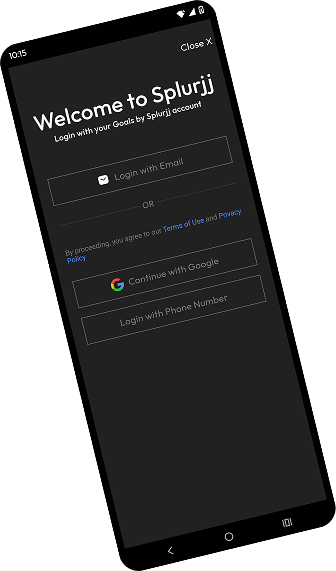 10:15
Close X
Welcome to Splurjj
Login with your Goals by Splurjj account
Login with Email
OR
By proceeding, you agree to our Terms of Use and Privacy
Policy
Continue with Google
Login with Phone Number